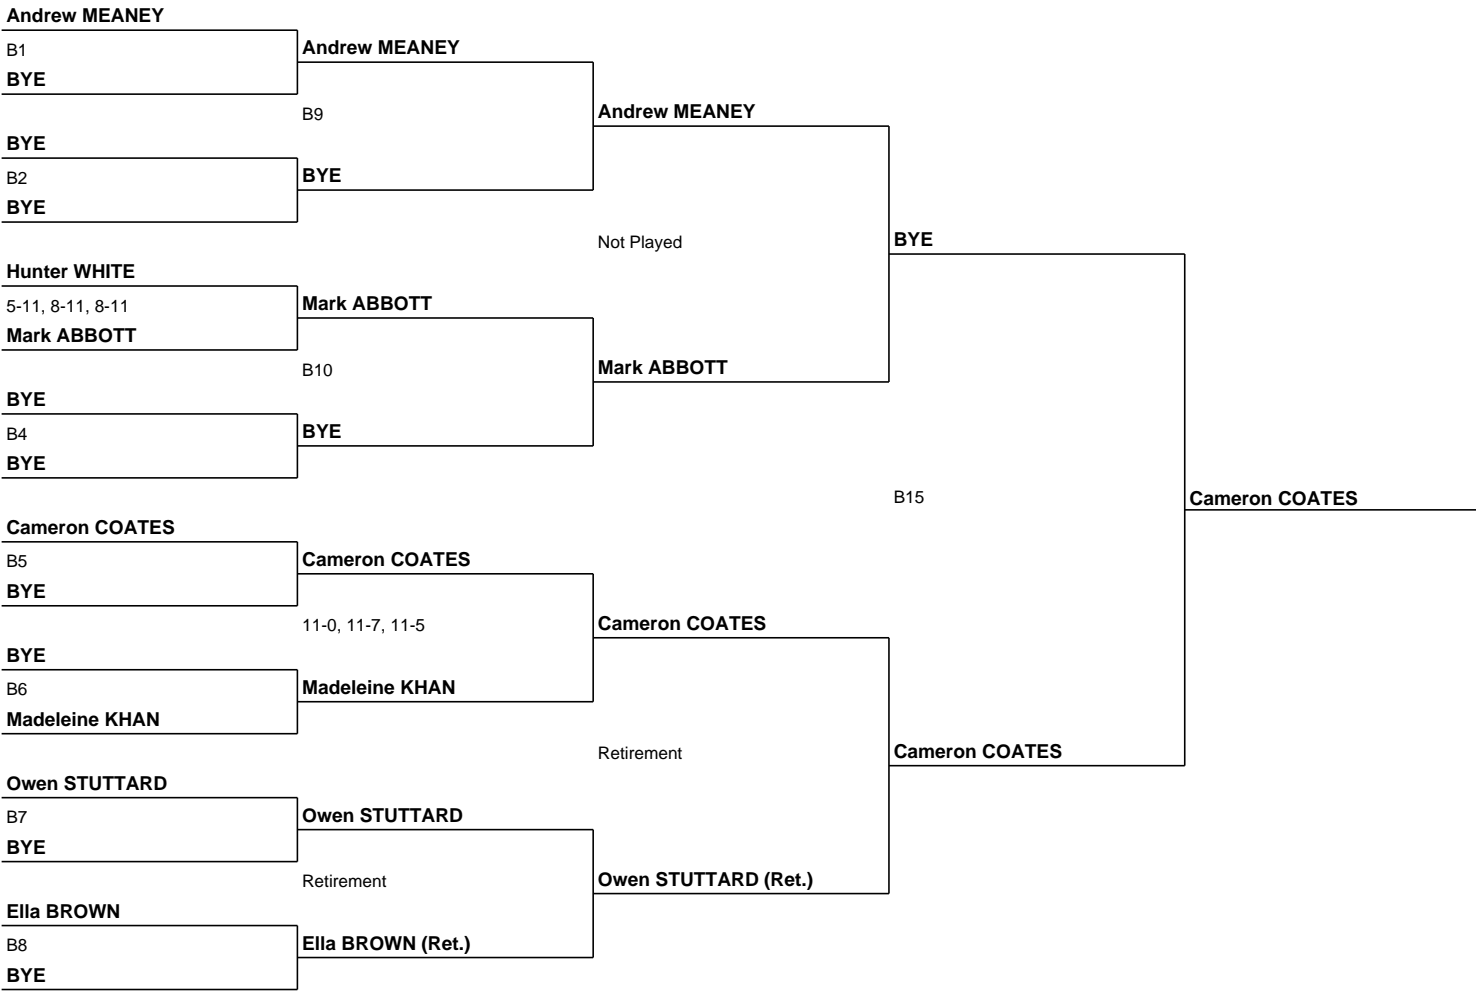 Andrew MEANEY
B1
BYE
BYE
B2
BYE
Hunter WHITE
5-11, 8-11, 8-11
Mark ABBOTT
BYE
B4
BYE
Cameron COATES
B5
BYE
BYE
B6
Madeleine KHAN
Owen STUTTARD
B7
BYE
Ella BROWN
B8
BYE
Andrew MEANEY
B9
BYE
Mark ABBOTT
B10
BYE
Cameron COATES
11-0, 11-7, 11-5
Madeleine KHAN
Owen STUTTARD
Retirement
Ella BROWN (Ret.)
Andrew MEANEY
Not Played
Mark ABBOTT
Cameron COATES
Retirement
Owen STUTTARD (Ret.)
BYE
B15
Cameron COATES
Cameron COATES